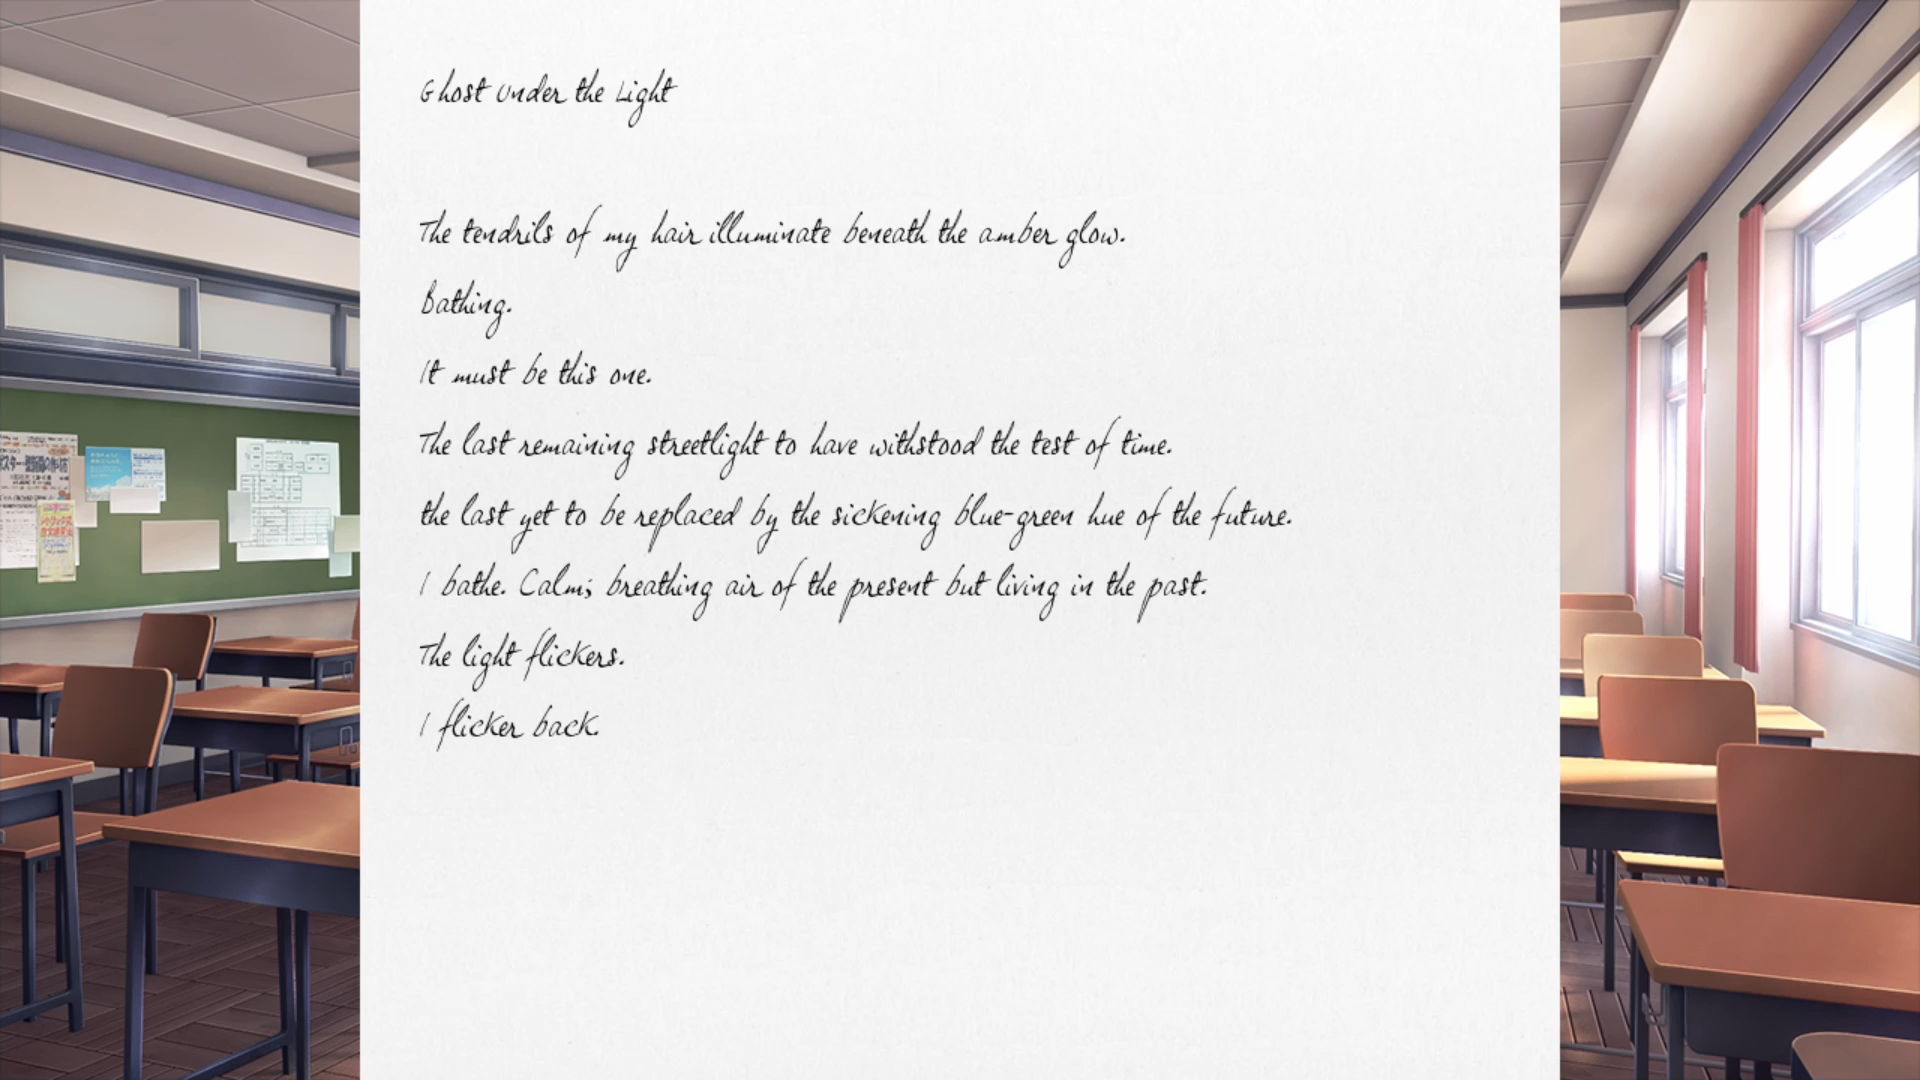 Ghost Under the Light
The tendrils of my hair illuminate beneath the amber glow.
Bathing.
It must be this one.
The last remaining streetlight to have withstood the test of time.
the last yet to be replaced by the sickening blue-green hue of the future.
I bathe. Calm; breathing air of the present but living in the past.
The light flickers.
I flicker back.